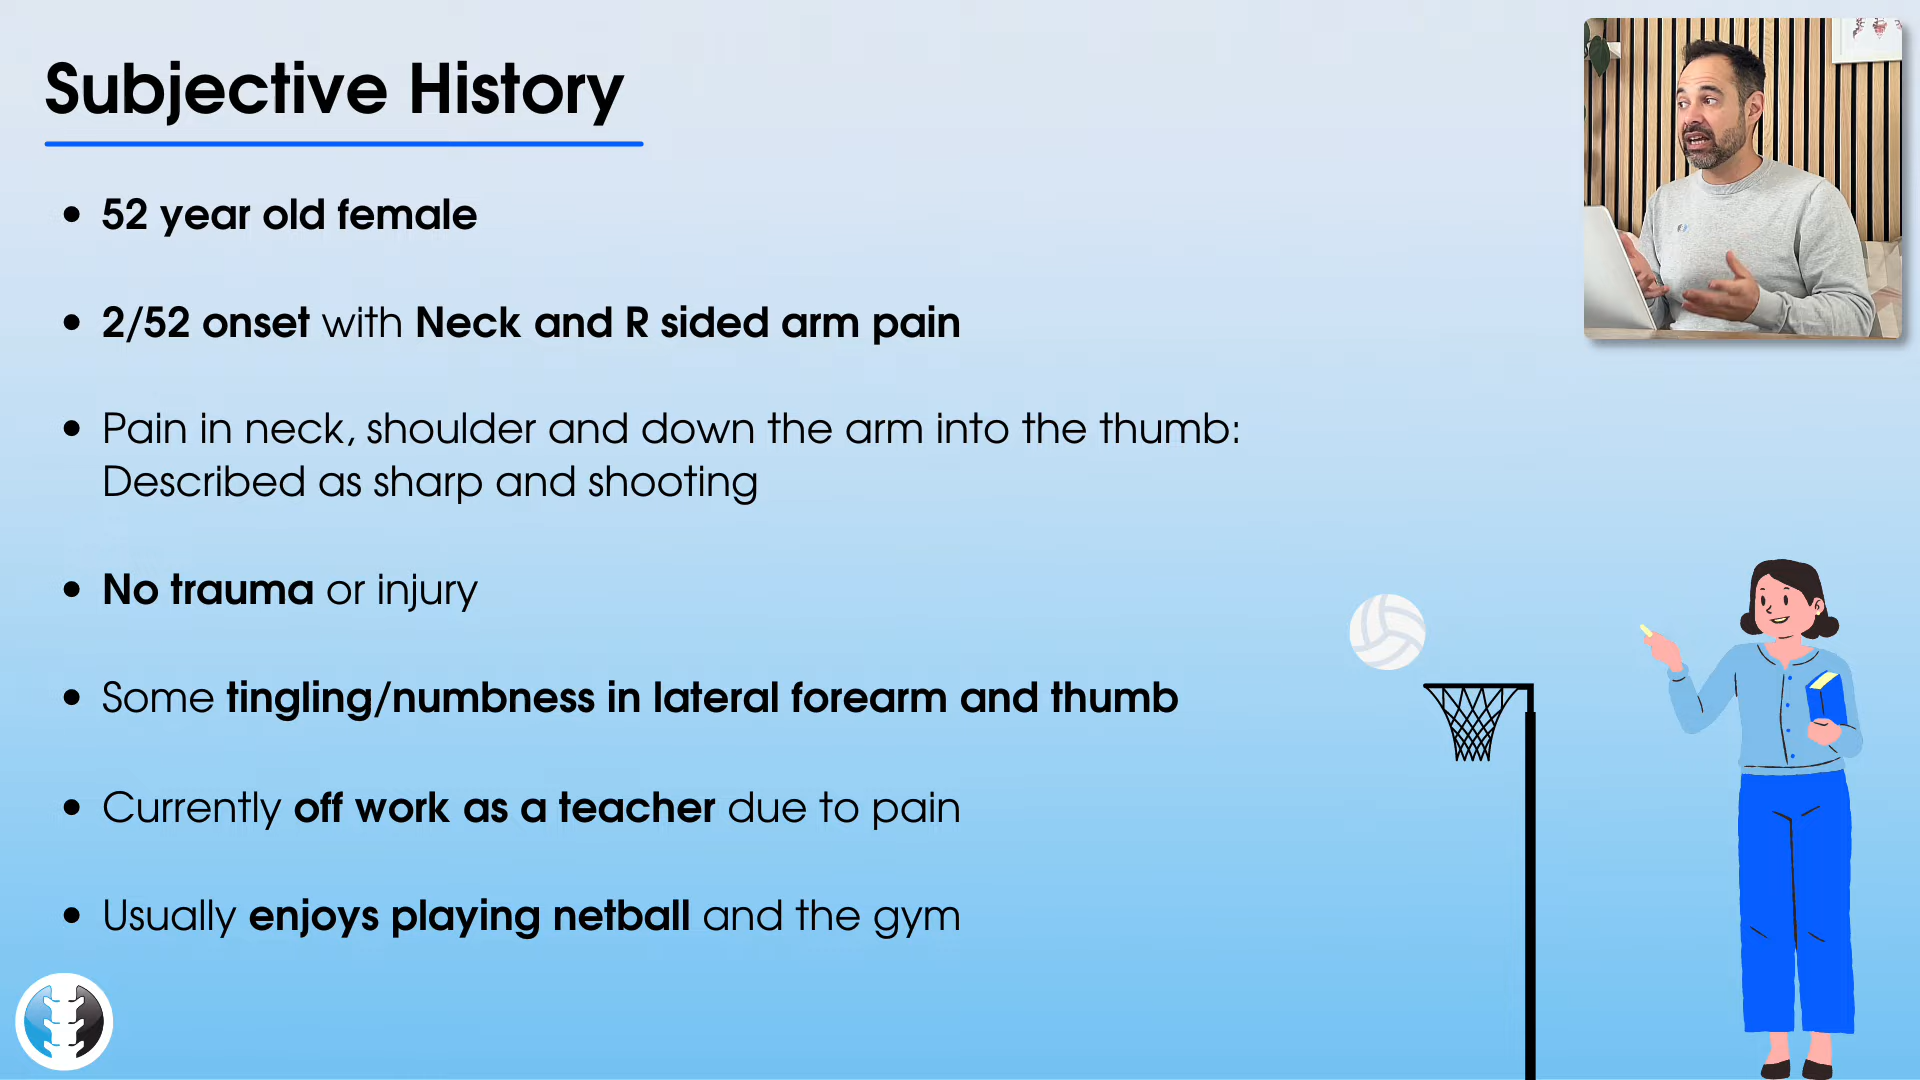 Subjective History
• 52 year old female
• 2/52 onset with Neck and R sided arm pain
• Pain in neck, shoulder and down the arm into the thumb:
Described as sharp and shooting
• No trauma or injury
• Some tingling/numbness in lateral forearm and thumb
• Currently off work as a teacher due to pain
• Usually enjoys playing netball and the gym